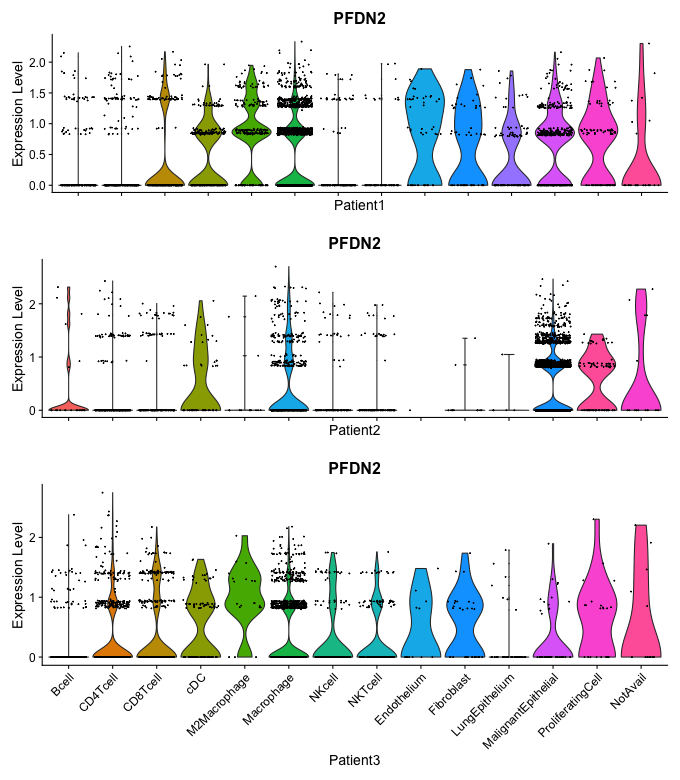 PFDN2
Expression Level
2.0
1.5
1.0
0.5
0.0
Patient1
PFDN2
Expression Level
2
1
0
Patient2
PFDN2
Expression Level
2
1
0
Bcell
CD4Tcell
CD8Tcell
cDC
M2Macrophage
Macrophage
NKcell
NKTcell
Endothelium
Fibroblast
LungEpithelium
MalignantEpithelial
ProliferatingCell
NotAvail
Patient3